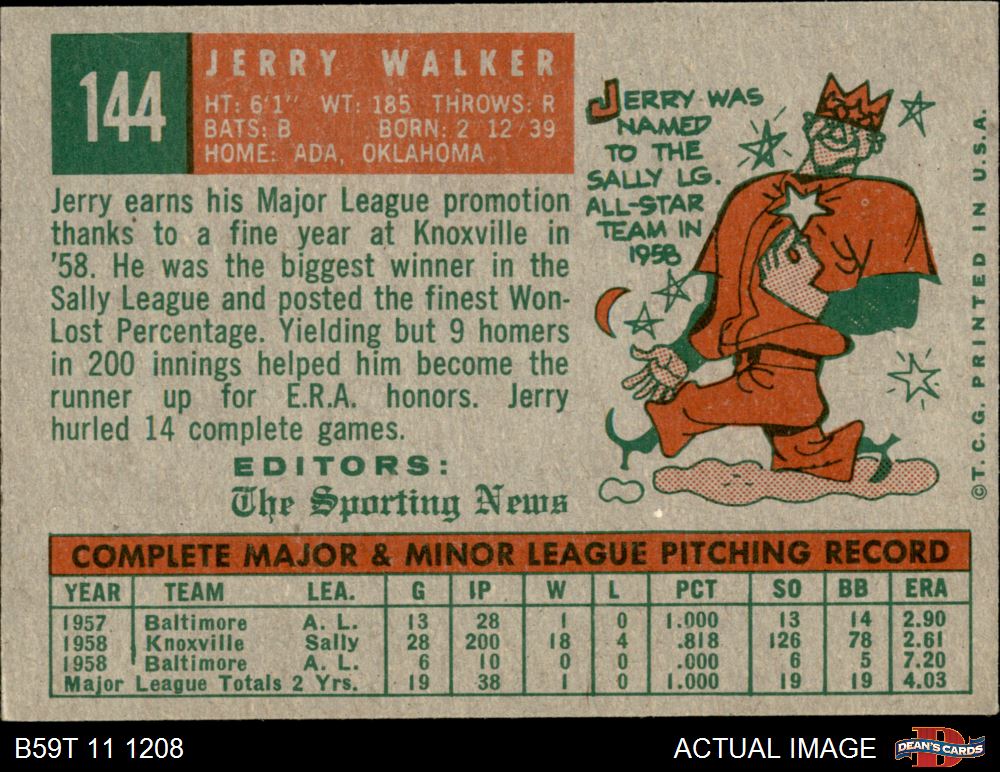 144
JERRY WALKER
HT: 6'1" WT: 185 THROWS: R
BATS: B BORN: 2 12 39
HOME: ADA, OKLAHOMA
Jerry earns his Major League promotion
thanks to a fine year at Knoxville in
'58. He was the biggest winner in the
Sally League and posted the finest Won-
Lost Percentage. Yielding but 9 homers
in 200 innings helped him become the
runner up for E.R.A. honors. Jerry
hurled 14 complete games.
EDITORS:
The Sporting News
JERRY WAS
NAMED
TO THE
SALLY LG.
ALL-STAR
TEAM IN
1958
©T.C.G. PRINTED IN U.S.A.
COMPLETE MAJOR & MINOR LEAGUE PITCHING RECORD
YEAR TEAM LEA. G IP W L PCT SO BB ERA
1957 Baltimore A. L. 13 28 1 0 1.000 13 14 2.90
1958 Knoxville Sally 28 200 18 4 .818 126 78 2.61
1958 Baltimore A. L. 6 10 0 0 .000 6 5 7.20
Major League Totals 2 Yrs. 19 38 1 0 1.000 19 19 4.03
B59T 11 1208
ACTUAL IMAGE
D
DEAN'S CARDS